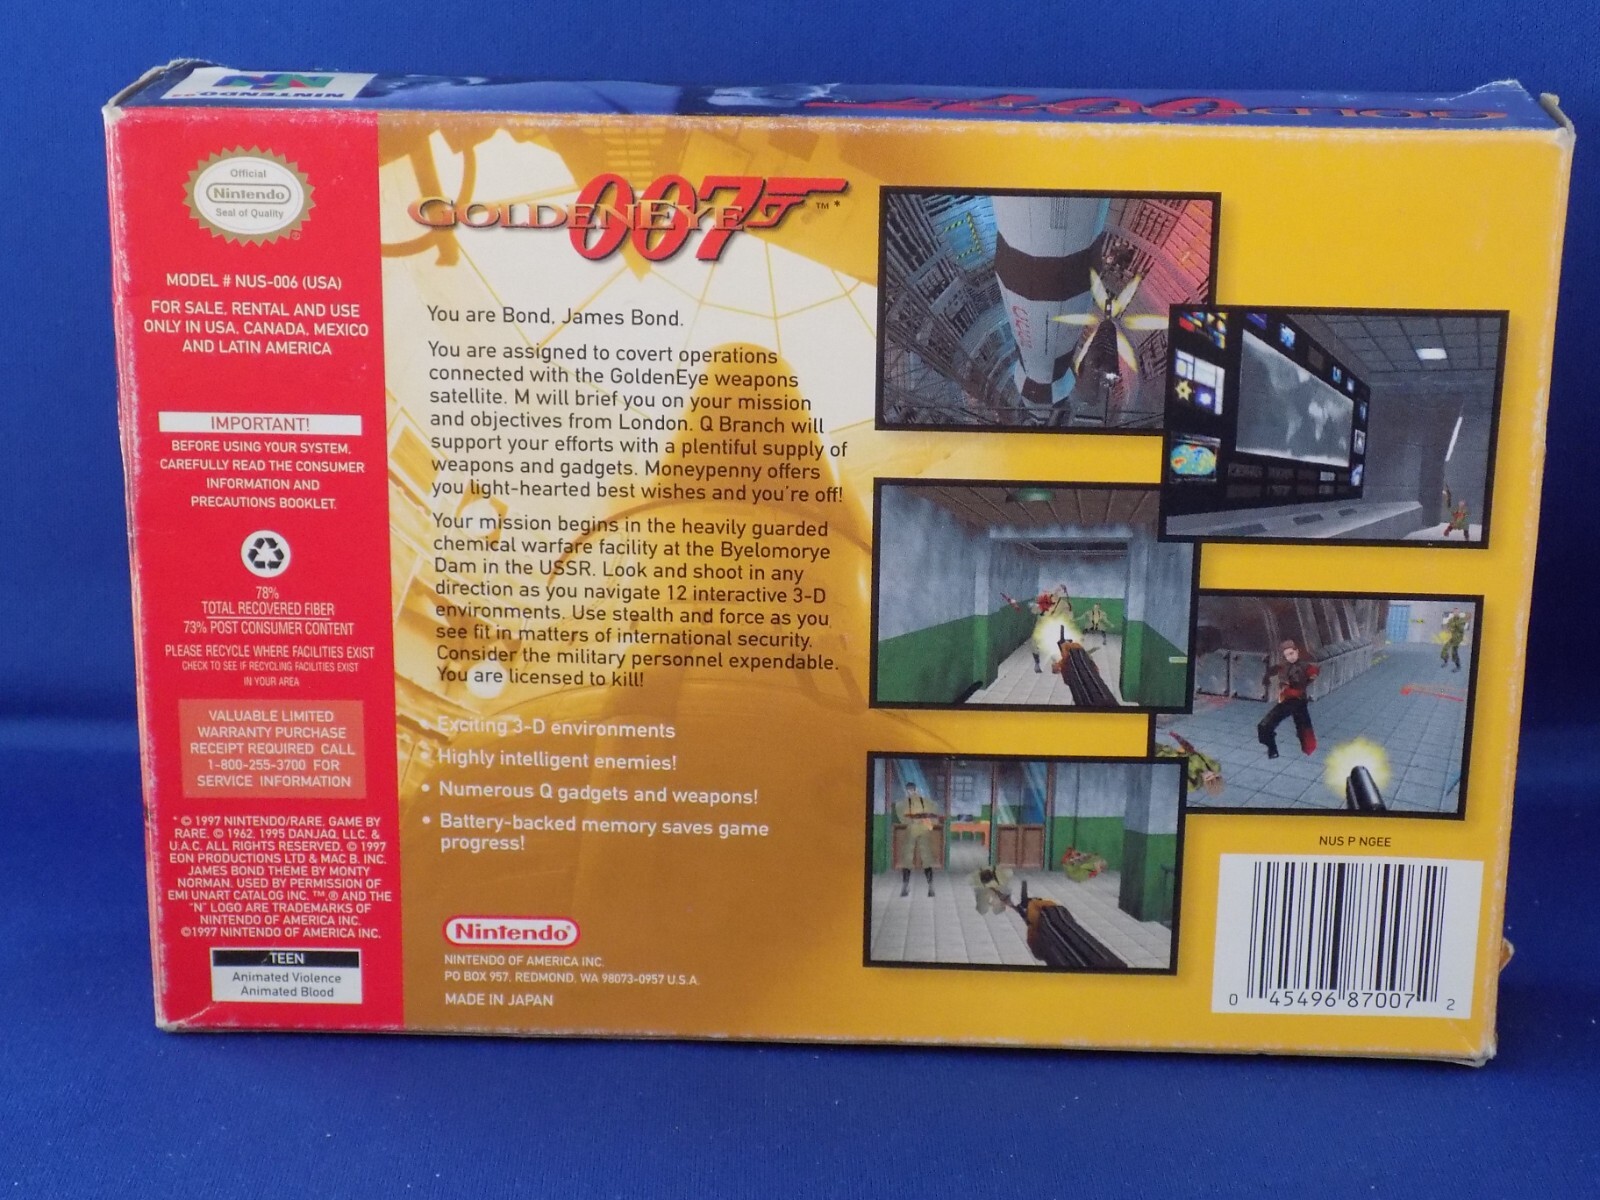 NINTENDO
GOLDENEYE 007
Official
Nintendo
Seal of Quality
MODEL # NUS-006 (USA)
FOR SALE, RENTAL AND USE
ONLY IN USA, CANADA, MEXICO
AND LATIN AMERICA
IMPORTANT!
BEFORE USING YOUR SYSTEM,
CAREFULLY READ THE CONSUMER
INFORMATION AND
PRECAUTIONS BOOKLET.
78%
TOTAL RECOVERED FIBER
73% POST CONSUMER CONTENT
PLEASE RECYCLE WHERE FACILITIES EXIST
CHECK TO SEE IF RECYCLING FACILITIES EXIST
IN YOUR AREA
VALUABLE LIMITED
WARRANTY PURCHASE
RECEIPT REQUIRED CALL
1-800-255-3700 FOR
SERVICE INFORMATION
* © 1997 NINTENDO/RARE. GAME BY
RARE. © 1962, 1995 DANJAQ, LLC. &
U.A.C. ALL RIGHTS RESERVED. © 1997
EON PRODUCTIONS LTD & MAC B. INC.
JAMES BOND THEME BY MONTY
NORMAN. USED BY PERMISSION OF
EMI UNART CATALOG INC. ™,® AND THE
"N" LOGO ARE TRADEMARKS OF
NINTENDO OF AMERICA INC.
©1997 NINTENDO OF AMERICA INC.
TEEN
Animated Violence
Animated Blood
GOLDENEYE 007 ™ *
You are Bond, James Bond.
You are assigned to covert operations
connected with the GoldenEye weapons
satellite. M will brief you on your mission
and objectives from London. Q Branch will
support your efforts with a plentiful supply of
weapons and gadgets. Moneypenny offers
you light-hearted best wishes and you're off!
Your mission begins in the heavily guarded
chemical warfare facility at the Byelomorye
Dam in the USSR. Look and shoot in any
direction as you navigate 12 interactive 3-D
environments. Use stealth and force as you
see fit in matters of international security.
Consider the military personnel expendable.
You are licensed to kill!
• Exciting 3-D environments
• Highly intelligent enemies!
• Numerous Q gadgets and weapons!
• Battery-backed memory saves game
progress!
Nintendo®
NINTENDO OF AMERICA INC.
PO BOX 957, REDMOND, WA 98073-0957 U.S.A.
MADE IN JAPAN
NUS P NGEE
0 45496 87007 2